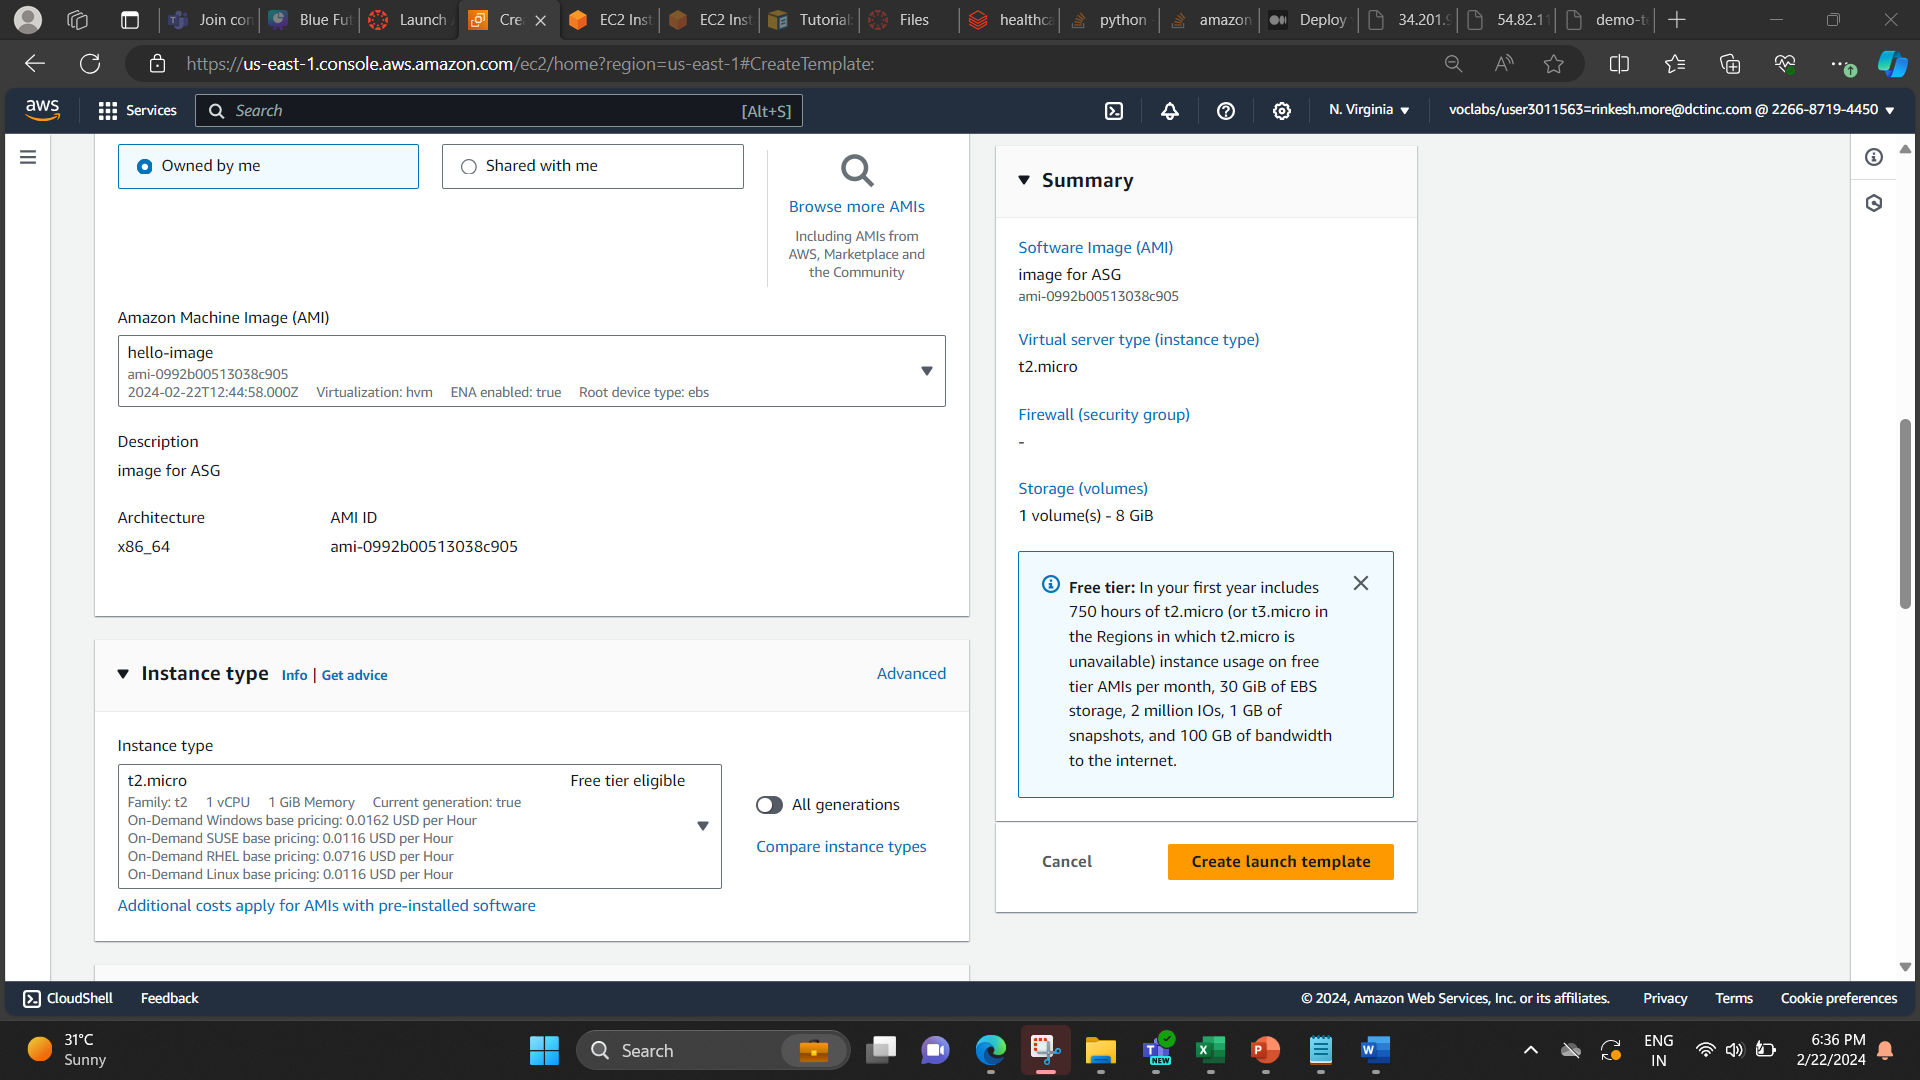 Join con
Blue Fut
Launch
Cre
EC2 Inst
EC2 Inst
Tutorial
Files
healthca
python
amazon
Deploy
34.201.9
54.82.11
demo-t
https://us-east-1.console.aws.amazon.com/ec2/home?region=us-east-1#CreateTemplate:
aws
Services
Search
[Alt+S]
N. Virginia
voclabs/user3011563=rinkesh.more@dctinc.com @ 2266-8719-4450
Owned by me
Shared with me
Browse more AMIs
Including AMIs from
AWS, Marketplace and
the Community
Amazon Machine Image (AMI)
hello-image
ami-0992b00513038c905
2024-02-22T12:44:58.000Z Virtualization: hvm ENA enabled: true Root device type: ebs
Description
image for ASG
Architecture AMI ID
x86_64 ami-0992b00513038c905
Instance type Info | Get advice
Advanced
Instance type
t2.micro Free tier eligible
Family: t2 1 vCPU 1 GiB Memory Current generation: true
On-Demand Windows base pricing: 0.0162 USD per Hour
On-Demand SUSE base pricing: 0.0116 USD per Hour
On-Demand RHEL base pricing: 0.0716 USD per Hour
On-Demand Linux base pricing: 0.0116 USD per Hour
All generations
Compare instance types
Additional costs apply for AMIs with pre-installed software
Summary
Software Image (AMI)
image for ASG
ami-0992b00513038c905
Virtual server type (instance type)
t2.micro
Firewall (security group)
-
Storage (volumes)
1 volume(s) - 8 GiB
Free tier: In your first year includes
750 hours of t2.micro (or t3.micro in
the Regions in which t2.micro is
unavailable) instance usage on free
tier AMIs per month, 30 GiB of EBS
storage, 2 million IOs, 1 GB of
snapshots, and 100 GB of bandwidth
to the internet.
Cancel
Create launch template
CloudShell
Feedback
© 2024, Amazon Web Services, Inc. or its affiliates.
Privacy
Terms
Cookie preferences
31°C
Sunny
Search
NEW
ENG
IN
6:36 PM
2/22/2024